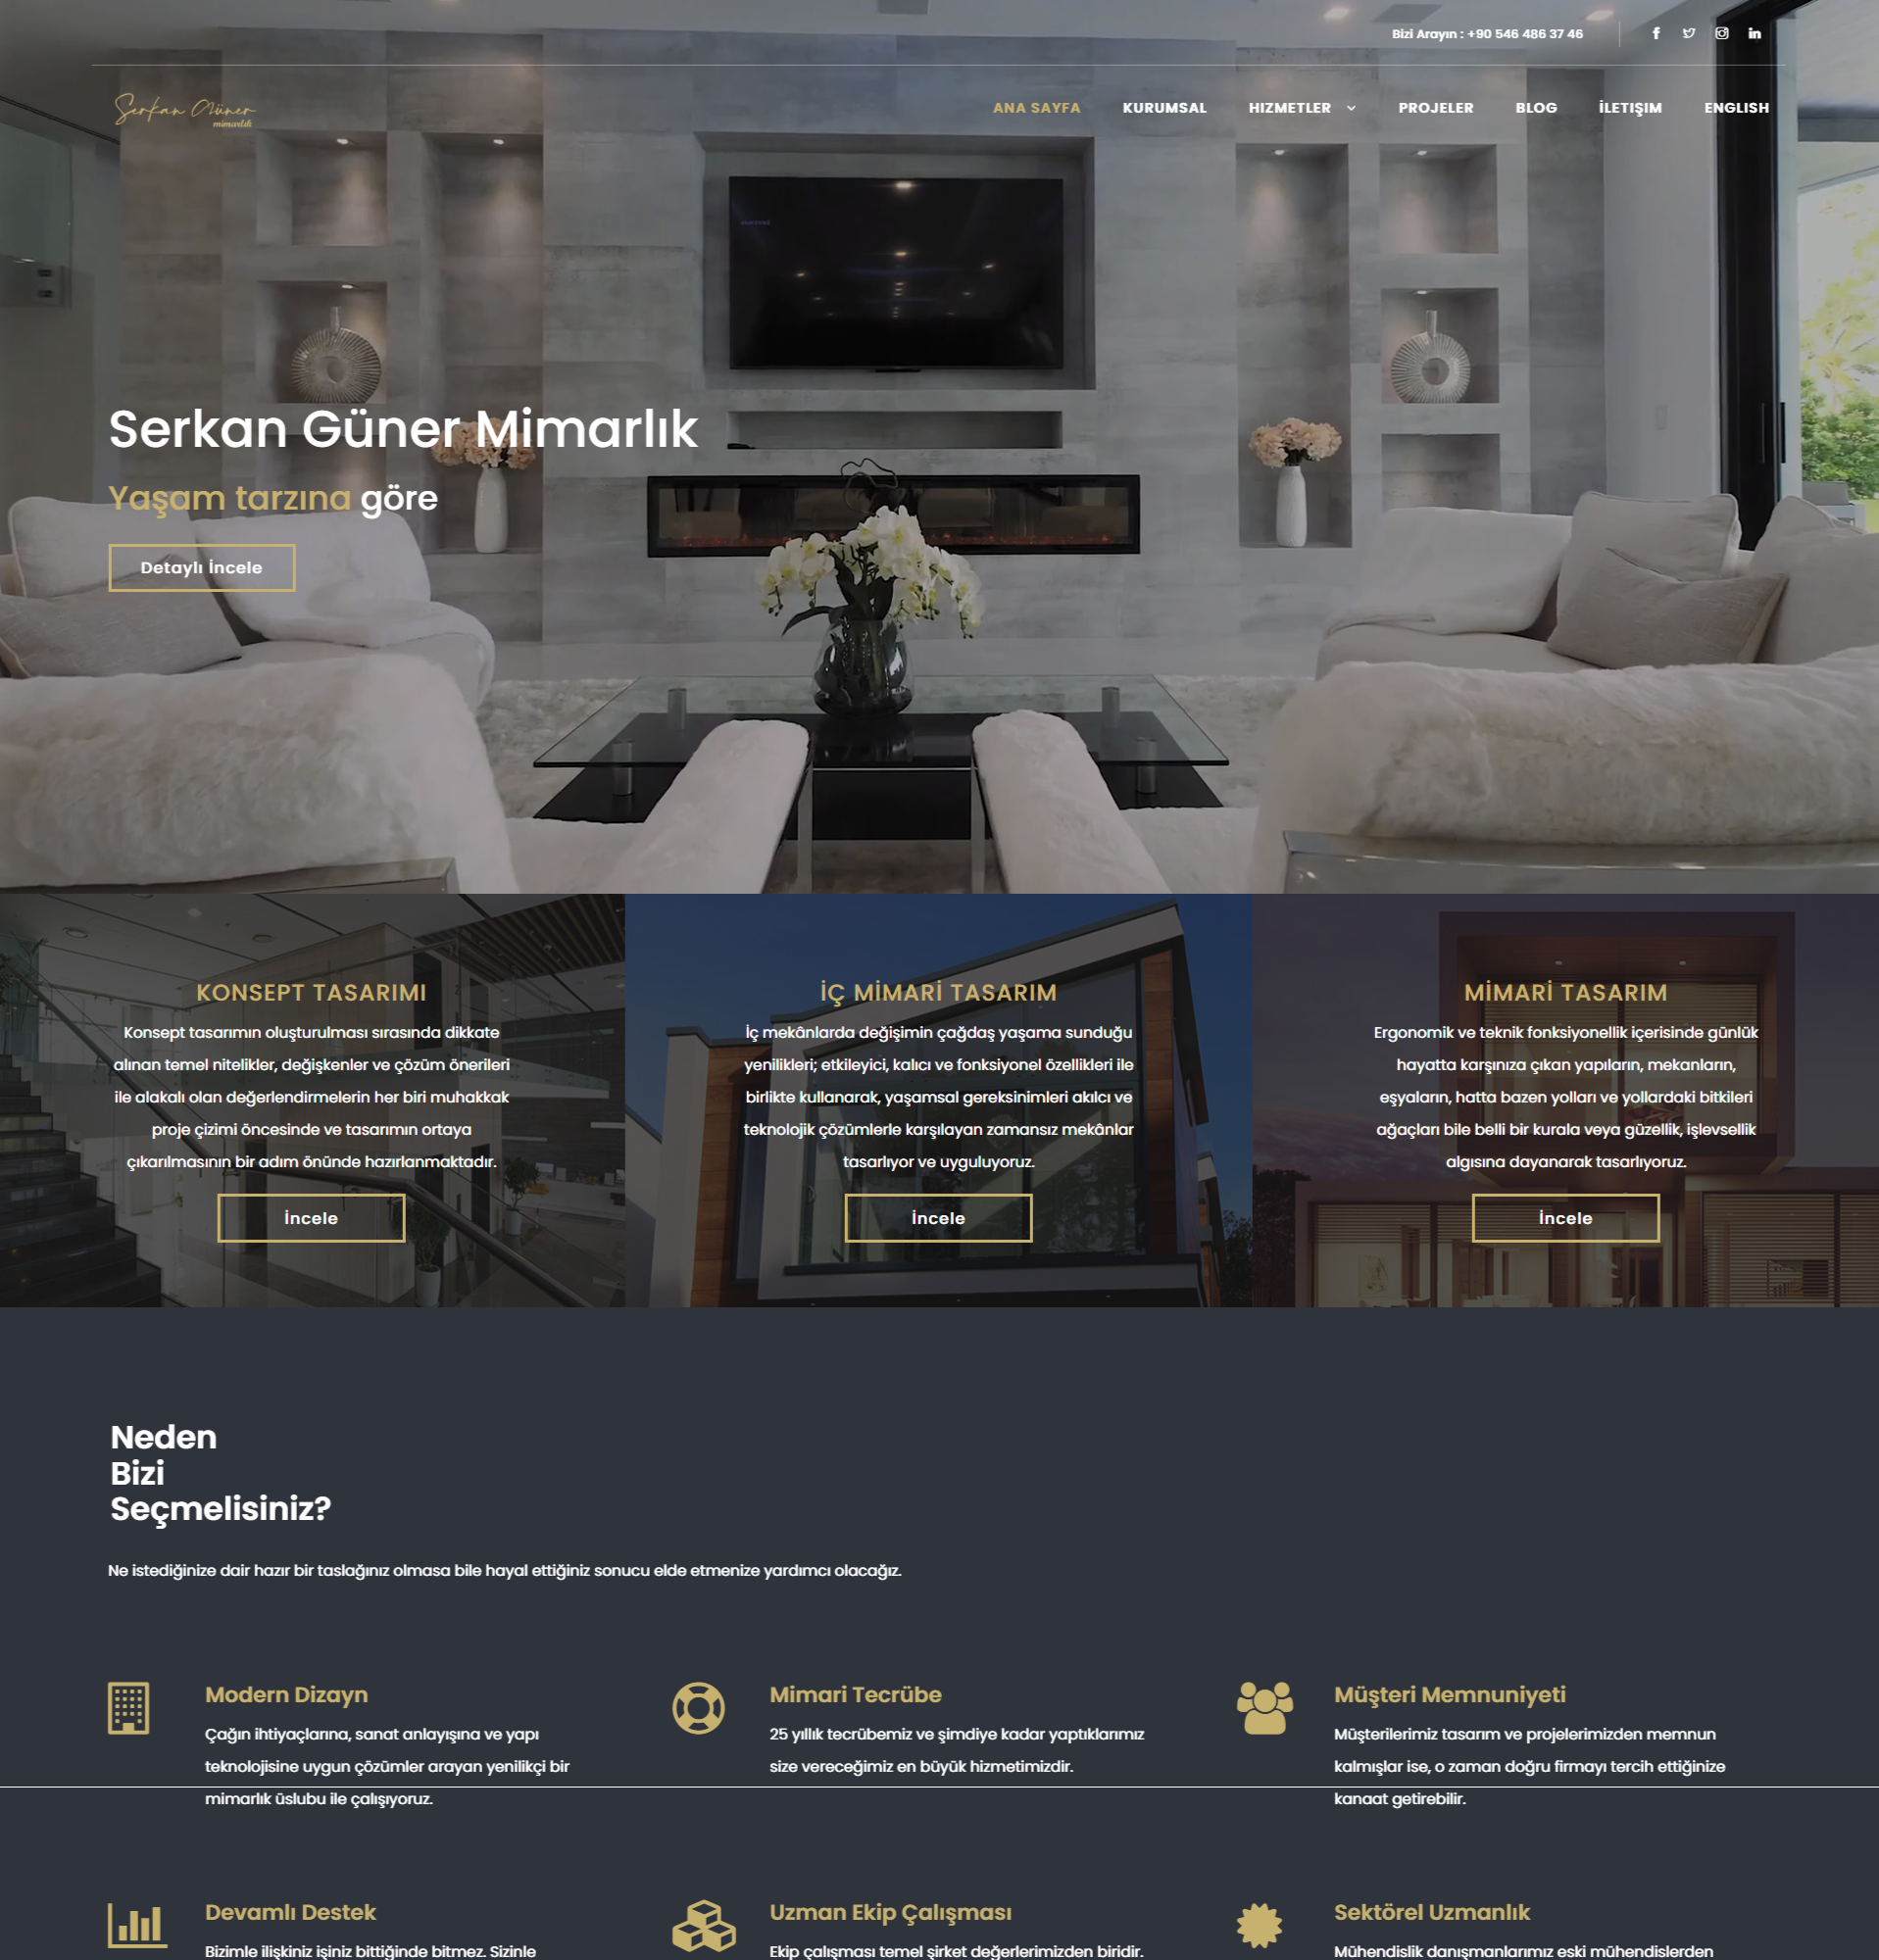 Bizi Arayın : +90 546 486 37 46
Serkan Güner
mimarlık
ANA SAYFA KURUMSAL HIZMETLER PROJELER BLOG İLETIŞIM ENGLISH
SAMSUNG
Serkan Güner Mimarlık
Yaşam tarzına göre
Detaylı İncele
KONSEPT TASARIMI
Konsept tasarımın oluşturulması sırasında dikkate
alınan temel nitelikler, değişkenler ve çözüm önerileri
ile alakalı olan değerlendirmelerin her biri muhakkak
proje çizimi öncesinde ve tasarımın ortaya
çıkarılmasının bir adım önünde hazırlanmaktadır.
İncele
İÇ MİMARİ TASARIM
İç mekânlarda değişimin çağdaş yaşama sunduğu
yenilikleri; etkileyici, kalıcı ve fonksiyonel özellikleri ile
birlikte kullanarak, yaşamsal gereksinimleri akılcı ve
teknolojik çözümlerle karşılayan zamansız mekânlar
tasarlıyor ve uyguluyoruz.
İncele
MİMARİ TASARIM
Ergonomik ve teknik fonksiyonellik içerisinde günlük
hayatta karşınıza çıkan yapıların, mekanların,
eşyaların, hatta bazen yolları ve yollardaki bitkileri
ağaçları bile belli bir kurala veya güzellik, işlevsellik
algısına dayanarak tasarlıyoruz.
İncele
Neden
Bizi
Seçmelisiniz?
Ne istediğinize dair hazır bir taslağınız olmasa bile hayal ettiğiniz sonucu elde etmenize yardımcı olacağız.
Modern Dizayn
Çağın ihtiyaçlarına, sanat anlayışına ve yapı
teknolojisine uygun çözümler arayan yenilikçi bir
mimarlık üslubu ile çalışıyoruz.
Mimari Tecrübe
25 yıllık tecrübemiz ve şimdiye kadar yaptıklarımız
size vereceğimiz en büyük hizmetimizdir.
Müşteri Memnuniyeti
Müşterilerimiz tasarım ve projelerimizden memnun
kalmışlar ise, o zaman doğru firmayı tercih ettiğinize
kanaat getirebilir.
Devamlı Destek
Bizimle ilişkiniz işiniz bittiğinde bitmez. Sizinle
Uzman Ekip Çalışması
Ekip çalışması temel şirket değerlerimizden biridir.
Sektörel Uzmanlık
Mühendislik danışmanlarımız eski mühendislerden